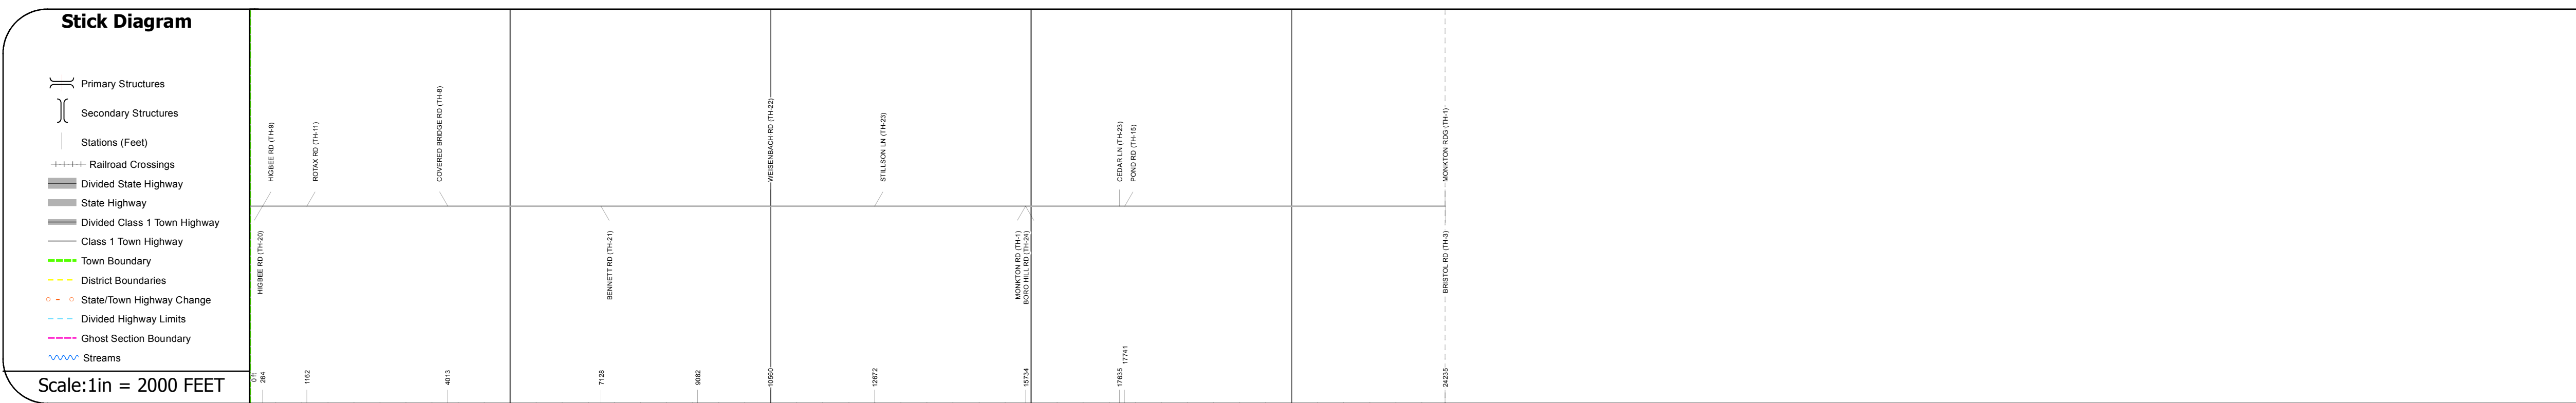 Stick Diagram
Primary Structures
Secondary Structures
Stations (Feet)
Railroad Crossings
Divided State Highway
State Highway
Divided Class 1 Town Highway
Class 1 Town Highway
Town Boundary
District Boundaries
State/Town Highway Change
Divided Highway Limits
Ghost Section Boundary
Streams
Scale:1in = 2000 FEET
HIGBEE RD (TH-9)
ROTAX RD (TH-11)
COVERED BRIDGE RD (TH-8)
WEISENBACH RD (TH-22)
STILLSON LN (TH-23)
CEDAR LN (TH-23)
POND RD (TH-15)
MONKTON RDG (TH-1)
HIGBEE RD (TH-20)
BENNETT RD (TH-21)
MONKTON RD (TH-1)
BORO HILL RD (TH-24)
BRISTOL RD (TH-3)
0 ft
264
1162
4013
7128
9082
10560
12672
15734
17635
17741
24235